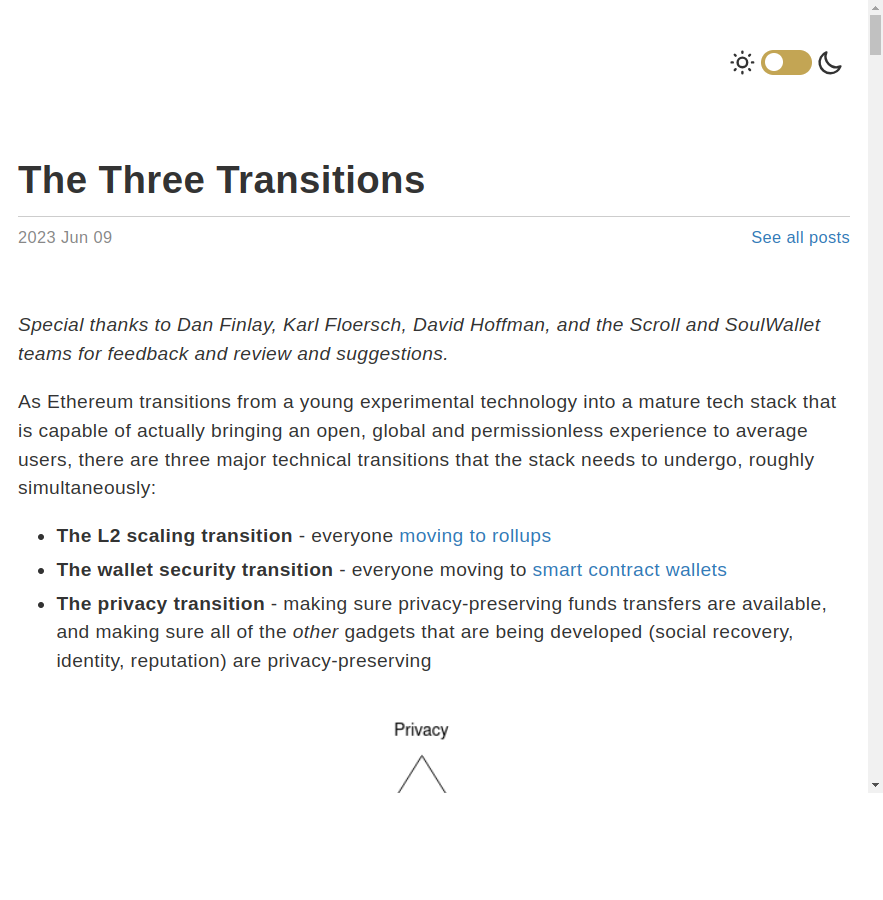 The Three Transitions
2023 Jun 09 See all posts
Special thanks to Dan Finlay, Karl Floersch, David Hoffman, and the Scroll and SoulWallet
teams for feedback and review and suggestions.
As Ethereum transitions from a young experimental technology into a mature tech stack that
is capable of actually bringing an open, global and permissionless experience to average
users, there are three major technical transitions that the stack needs to undergo, roughly
simultaneously:
• The L2 scaling transition - everyone moving to rollups
• The wallet security transition - everyone moving to smart contract wallets
• The privacy transition - making sure privacy-preserving funds transfers are available,
and making sure all of the other gadgets that are being developed (social recovery,
identity, reputation) are privacy-preserving
Privacy